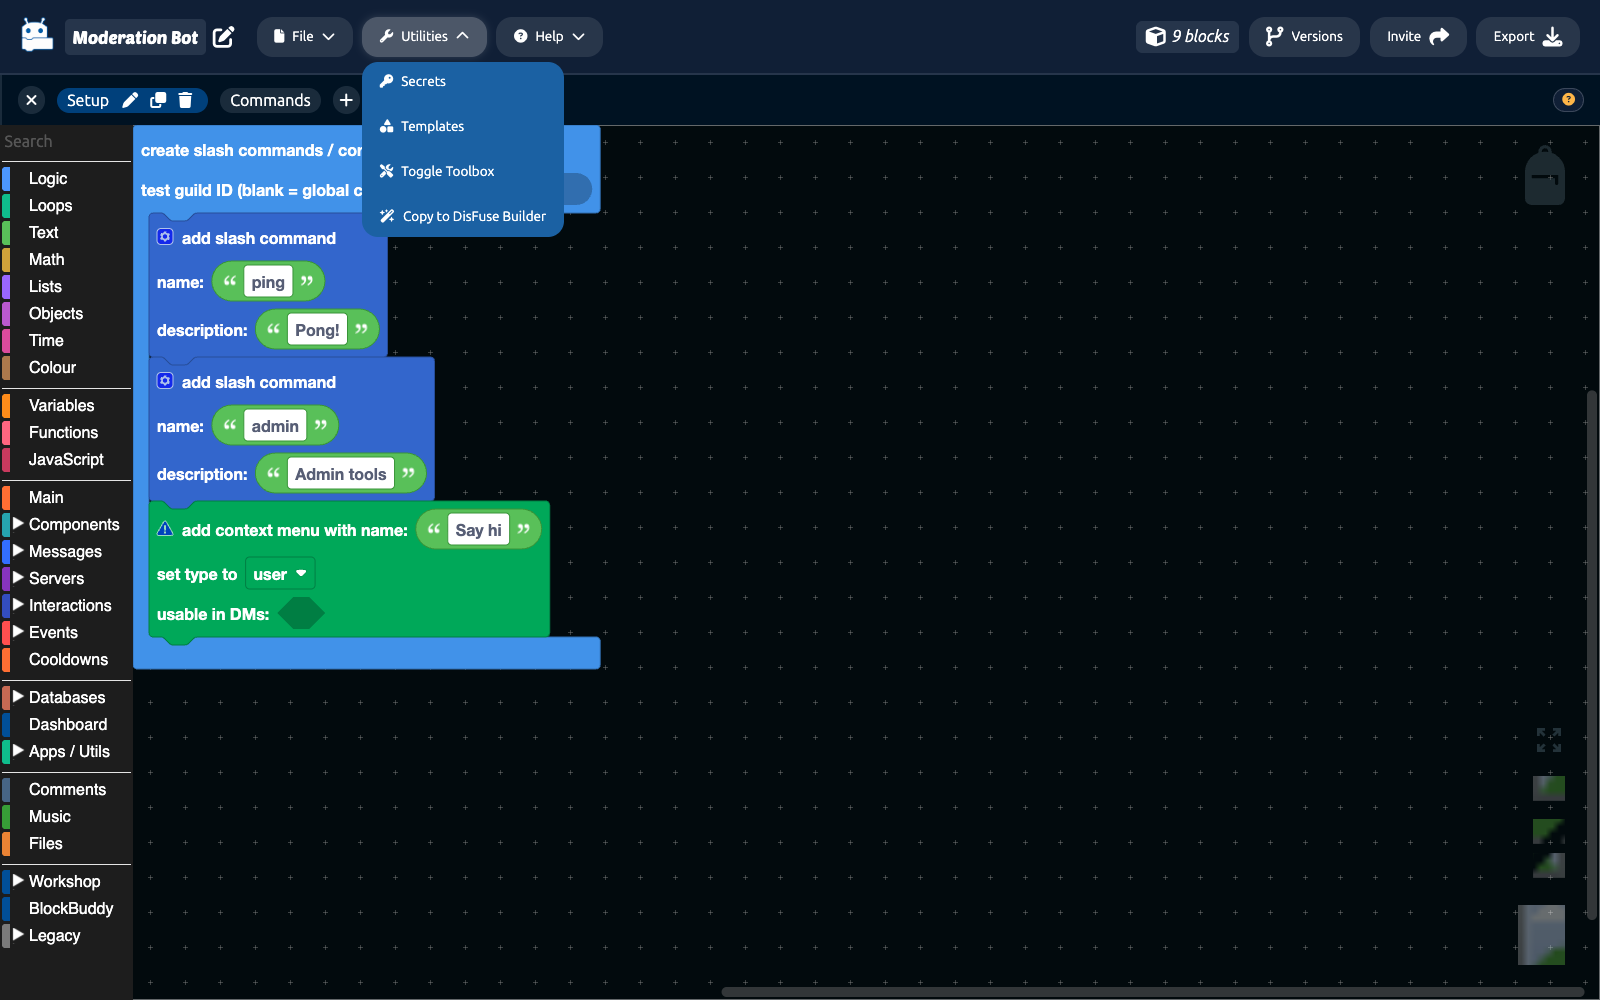 Moderation Bot
File
Utilities
Help
9 blocks
Versions
Invite
Export
Secrets
Templates
Toggle Toolbox
Copy to DisFuse Builder
Setup
Commands
Search
Logic
Loops
Text
Math
Lists
Objects
Time
Colour
Variables
Functions
JavaScript
Main
Components
Messages
Servers
Interactions
Events
Cooldowns
Databases
Dashboard
Apps / Utils
Comments
Music
Files
Workshop
BlockBuddy
Legacy
create slash commands /
test guild ID (blank = global
add slash command
name: “ ping ”
description: “ Pong! ”
add slash command
name: “ admin ”
description: “ Admin tools ”
add context menu with name: “ Say hi ”
set type to user
usable in DMs: